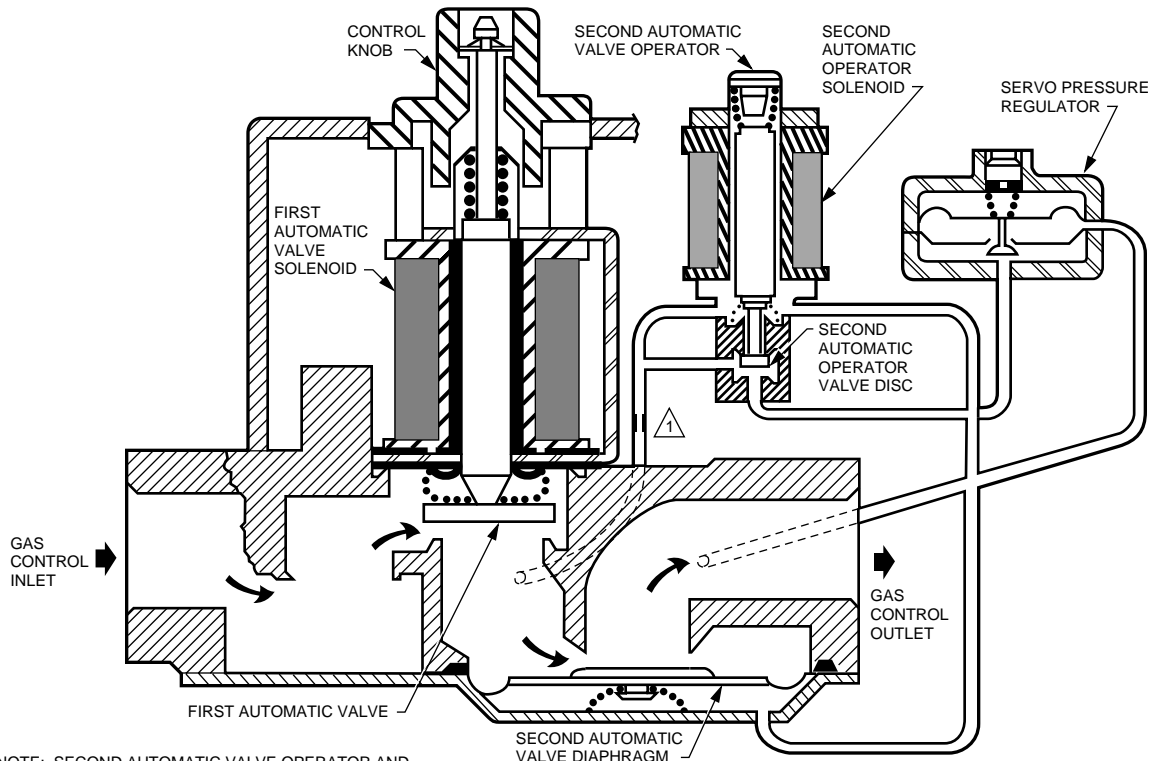 CONTROL
KNOB
SECOND AUTOMATIC
VALVE OPERATOR
SECOND
AUTOMATIC
OPERATOR
SOLENOID
SERVO PRESSURE
REGULATOR
FIRST
AUTOMATIC
VALVE
SOLENOID
SECOND
AUTOMATIC
OPERATOR
VALVE DISC
1
GAS
CONTROL
INLET
GAS
CONTROL
OUTLET
FIRST AUTOMATIC VALVE
SECOND AUTOMATIC
VALVE DIAPHRAGM
NOTE: SECOND AUTOMATIC VALVE OPERATOR AND